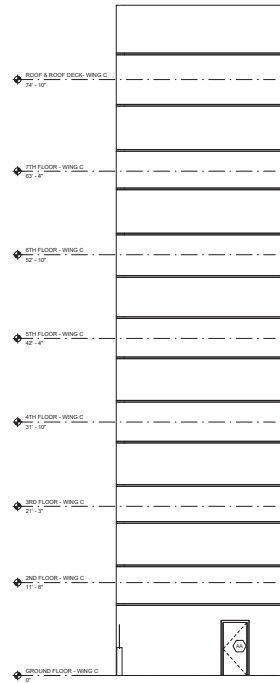 ROOF & ROOF DECK- WING C
74' - 10"
7TH FLOOR - WING C
63' - 4"
6TH FLOOR - WING C
52' - 10"
5TH FLOOR - WING C
42' - 4"
4TH FLOOR - WING C
31' - 10"
3RD FLOOR - WING C
21' - 3"
2ND FLOOR - WING C
11' - 8"
AA
GROUND FLOOR - WING C
0"